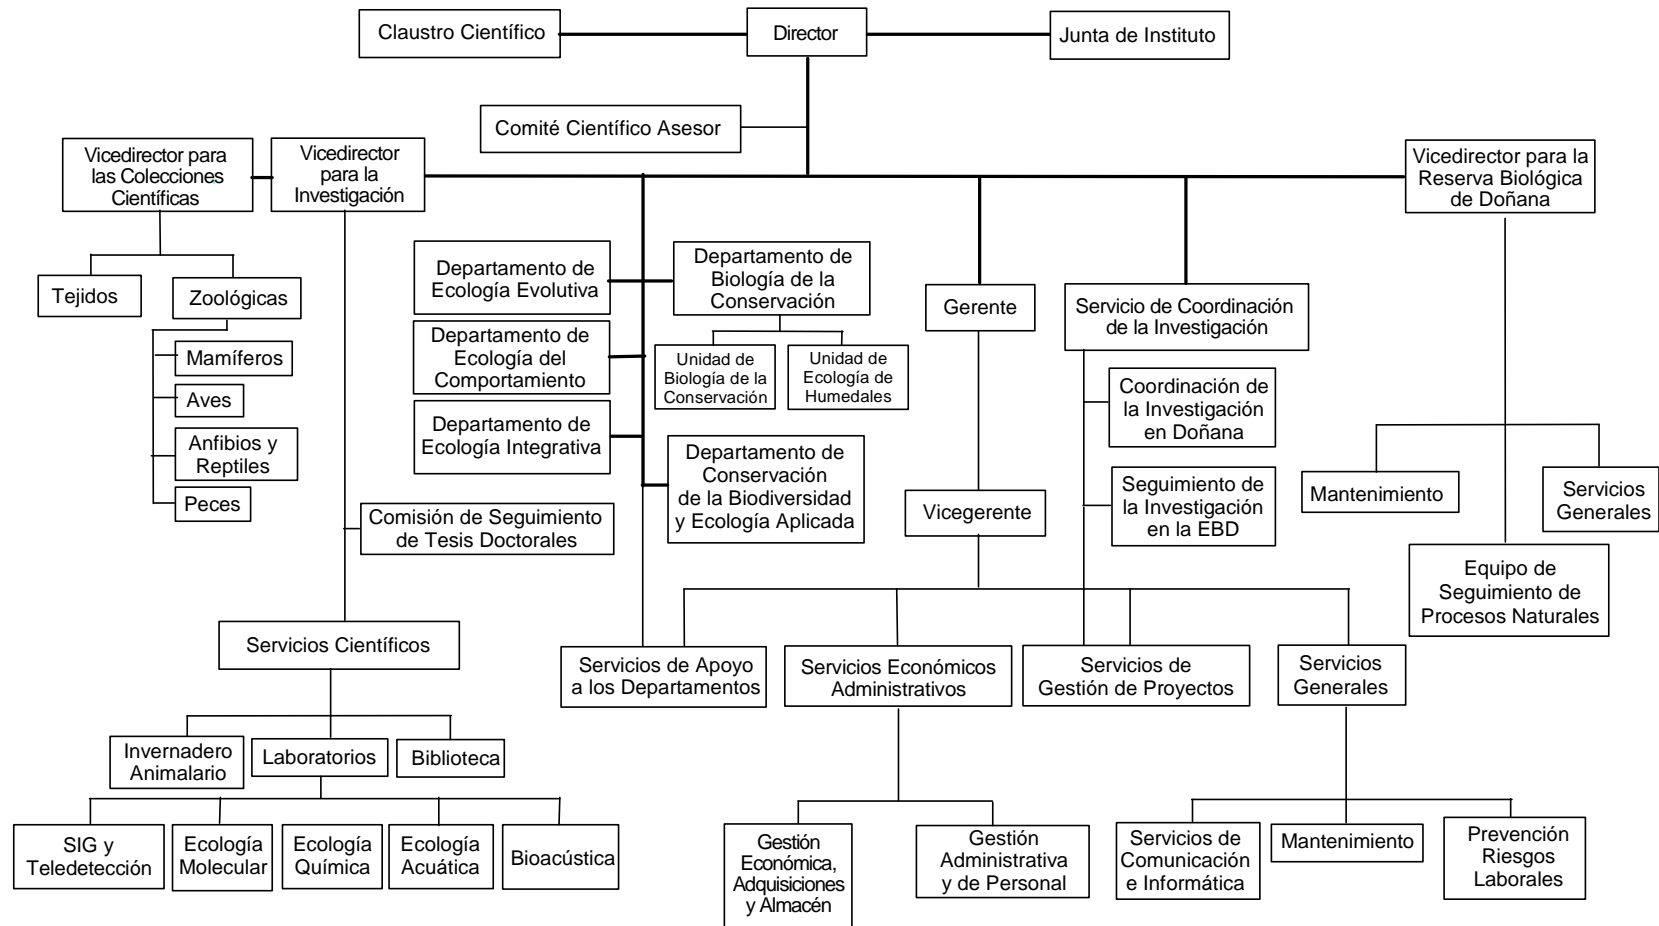 Claustro Científico
Director
Junta de Instituto
Comité Científico Asesor
Vicedirector para
las Colecciones
Científicas
Vicedirector
para la
Investigación
Vicedirector para la
Reserva Biológica
de Doñana
Tejidos
Zoológicas
Mamíferos
Aves
Anfibios y
Reptiles
Peces
Departamento de
Ecología Evolutiva
Departamento de
Ecología del
Comportamiento
Departamento de
Ecología Integrativa
Departamento de
Biología de la
Conservación
Unidad de
Biología de la
Conservación
Unidad de
Ecología de
Humedales
Departamento de
Conservación
de la Biodiversidad
y Ecología Aplicada
Gerente
Vicegerente
Servicio de Coordinación
de la Investigación
Coordinación de
la Investigación
en Doñana
Seguimiento de
la Investigación
en la EBD
Mantenimiento
Servicios
Generales
Equipo de
Seguimiento de
Procesos Naturales
Comisión de Seguimiento
de Tesis Doctorales
Servicios Científicos
Servicios de Apoyo
a los Departamentos
Servicios Económicos
Administrativos
Servicios de
Gestión de Proyectos
Servicios
Generales
Invernadero
Animalario
Laboratorios
Biblioteca
SIG y
Teledetección
Ecología
Molecular
Ecología
Química
Ecología
Acuática
Bioacústica
Gestión
Económica,
Adquisiciones
y Almacén
Gestión
Administrativa
y de Personal
Servicios de
Comunicación
e Informática
Mantenimiento
Prevención
Riesgos
Laborales